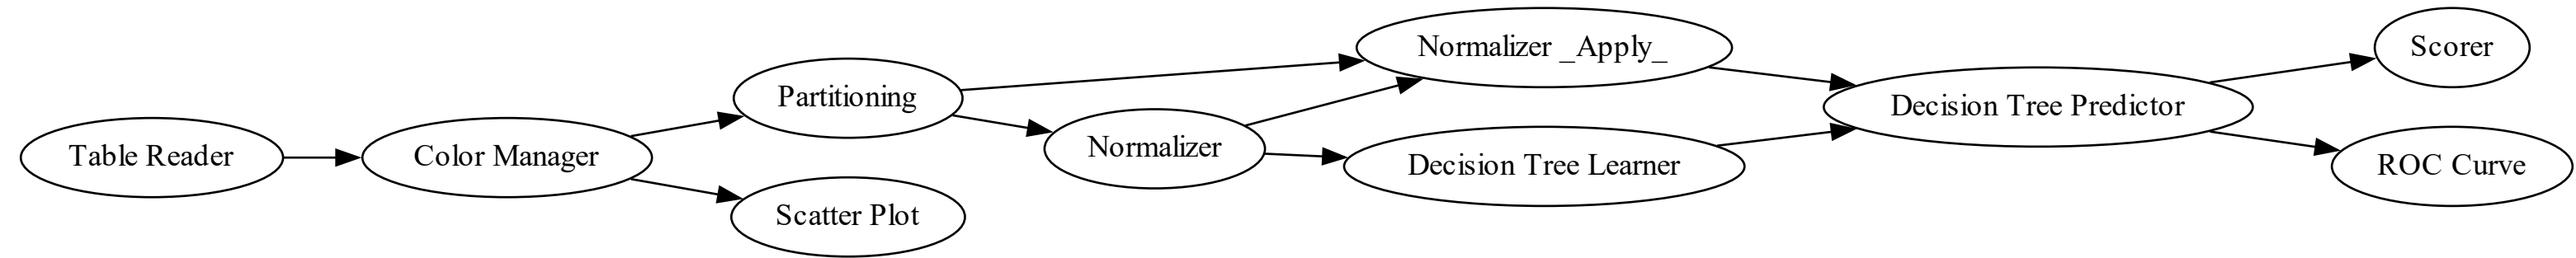 Table Reader
Color Manager
Partitioning
Scatter Plot
Normalizer
Normalizer _Apply_
Decision Tree Learner
Decision Tree Predictor
Scorer
ROC Curve